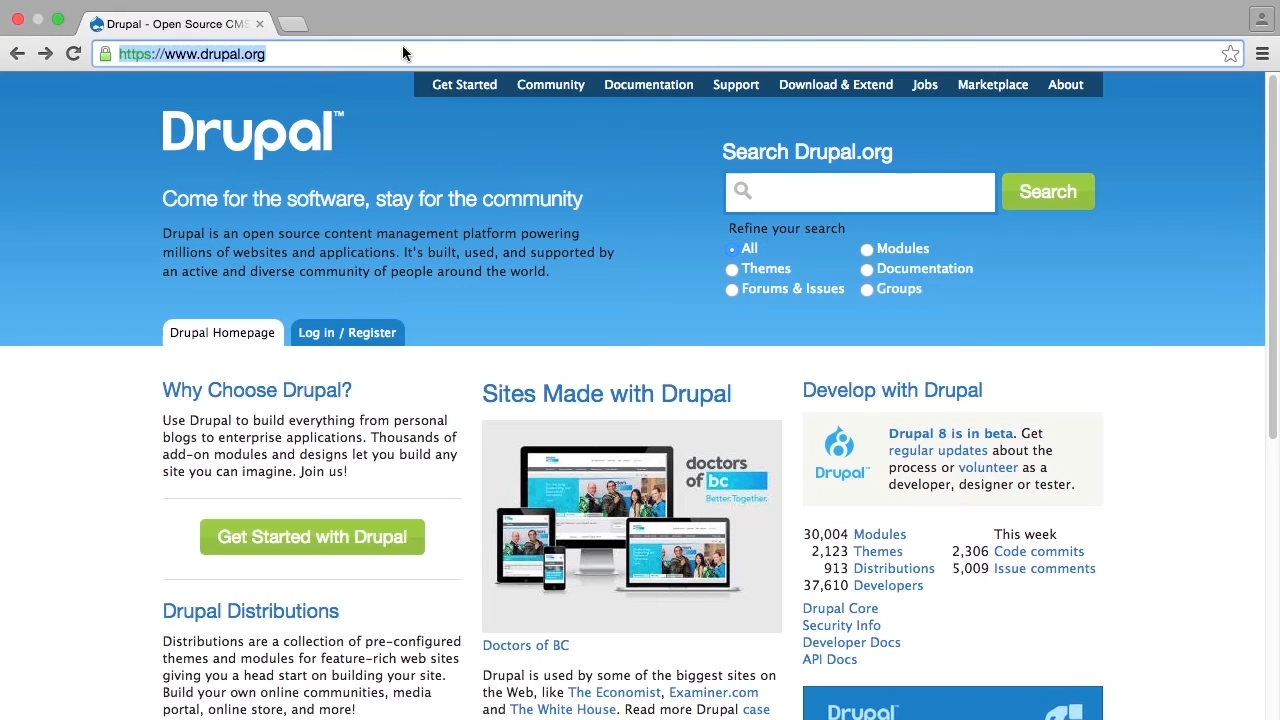 Drupal - Open Source CMS
https://www.drupal.org
Get Started Community Documentation Support Download & Extend Jobs Marketplace About
Drupal™
Come for the software, stay for the community
Drupal is an open source content management platform powering
millions of websites and applications. It's built, used, and supported by
an active and diverse community of people around the world.
Search Drupal.org
Search
Refine your search
All
Modules
Themes
Documentation
Forums & Issues
Groups
Drupal Homepage
Log in / Register
Why Choose Drupal?
Use Drupal to build everything from personal
blogs to enterprise applications. Thousands of
add-on modules and designs let you build any
site you can imagine. Join us!
Get Started with Drupal
Drupal Distributions
Distributions are a collection of pre-configured
themes and modules for feature-rich web sites
giving you a head start on building your site.
Build your own online communities, media
portal, online store, and more!
Sites Made with Drupal
doctors
of bc
Better. Together.
Doctors of BC
Drupal is used by some of the biggest sites on
the Web, like The Economist, Examiner.com
and The White House. Read more Drupal case
Develop with Drupal
Drupal™
Drupal 8 is in beta. Get
regular updates about the
process or volunteer as a
developer, designer or tester.
30,004 Modules
2,123 Themes
913 Distributions
37,610 Developers
This week
2,306 Code commits
5,009 Issue comments
Drupal Core
Security Info
Developer Docs
API Docs
Drupal™